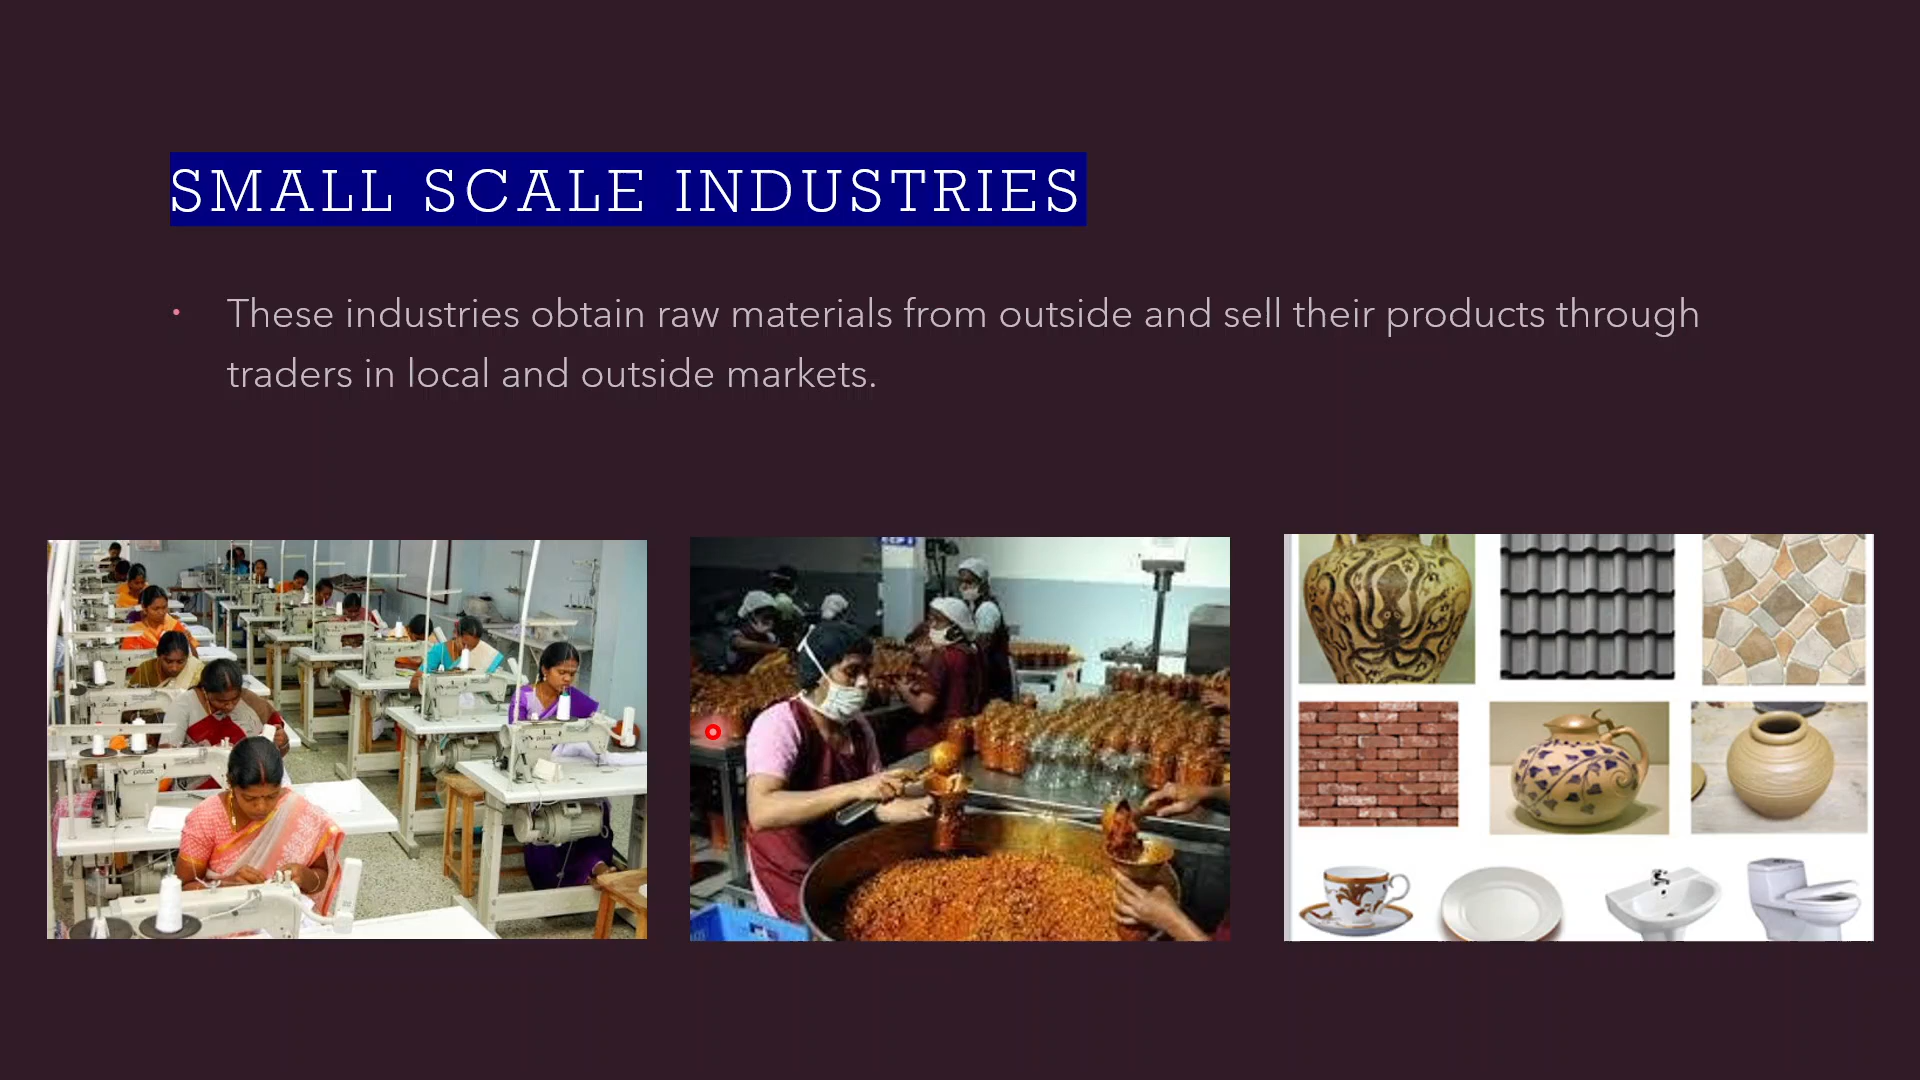 SMALL SCALE INDUSTRIES
• These industries obtain raw materials from outside and sell their products through
traders in local and outside markets.